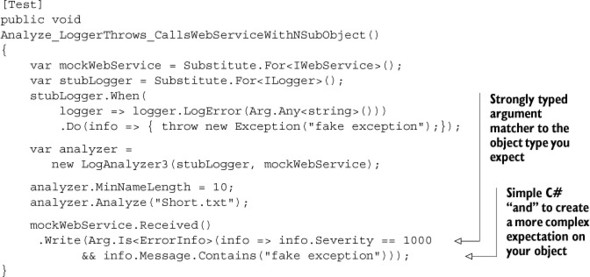 [Test]
public void
Analyze_LoggerThrows_CallsWebServiceWithNSubObject()
{
var mockWebService = Substitute.For<IWebService>();
var stubLogger = Substitute.For<ILogger>();
stubLogger.When(
logger => logger.LogError(Arg.Any<string>()))
.Do(info => { throw new Exception("fake exception");});
var analyzer =
new LogAnalyzer3(stubLogger, mockWebService);
analyzer.MinNameLength = 10;
analyzer.Analyze("Short.txt");
mockWebService.Received()
.Write(Arg.Is<ErrorInfo>(info => info.Severity == 1000
&& info.Message.Contains("fake exception")));
}
Strongly typed
argument
matcher to the
object type you
expect
Simple C#
“and” to create
a more complex
expectation on
your object